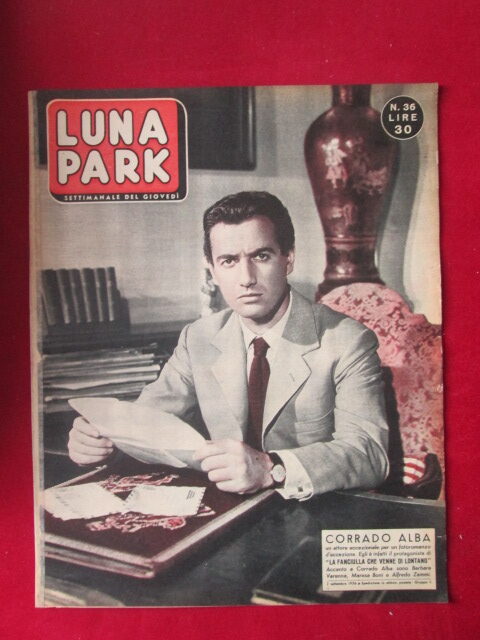 LUNA
PARK
SETTIMANALE DEL GIOVEDÌ
N. 36
LIRE
30
CORRADO ALBA
un attore eccezionale per un fotoromanzo
d'eccezione. Egli è infatti il protagonista di
"LA FANCIULLA CHE VENNE DI LONTANO"
Accanto a Corrado Alba sono Barbara
Varenna, Maresa Boni e Alfredo Zammi